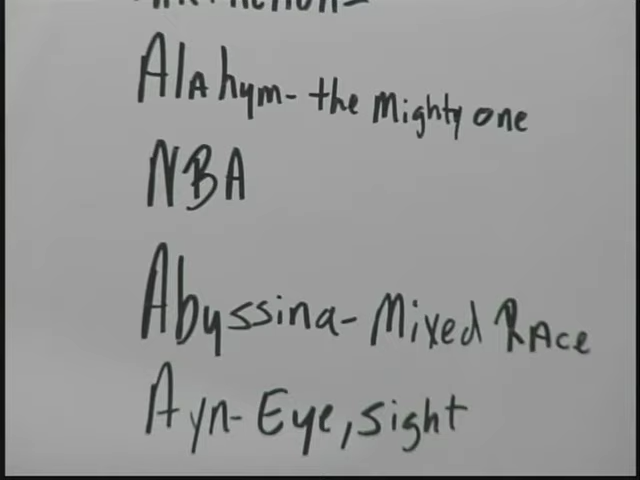 Alahym- the Mighty one
NBA
Abyssina- Mixed Race
Ayn- Eye, sight